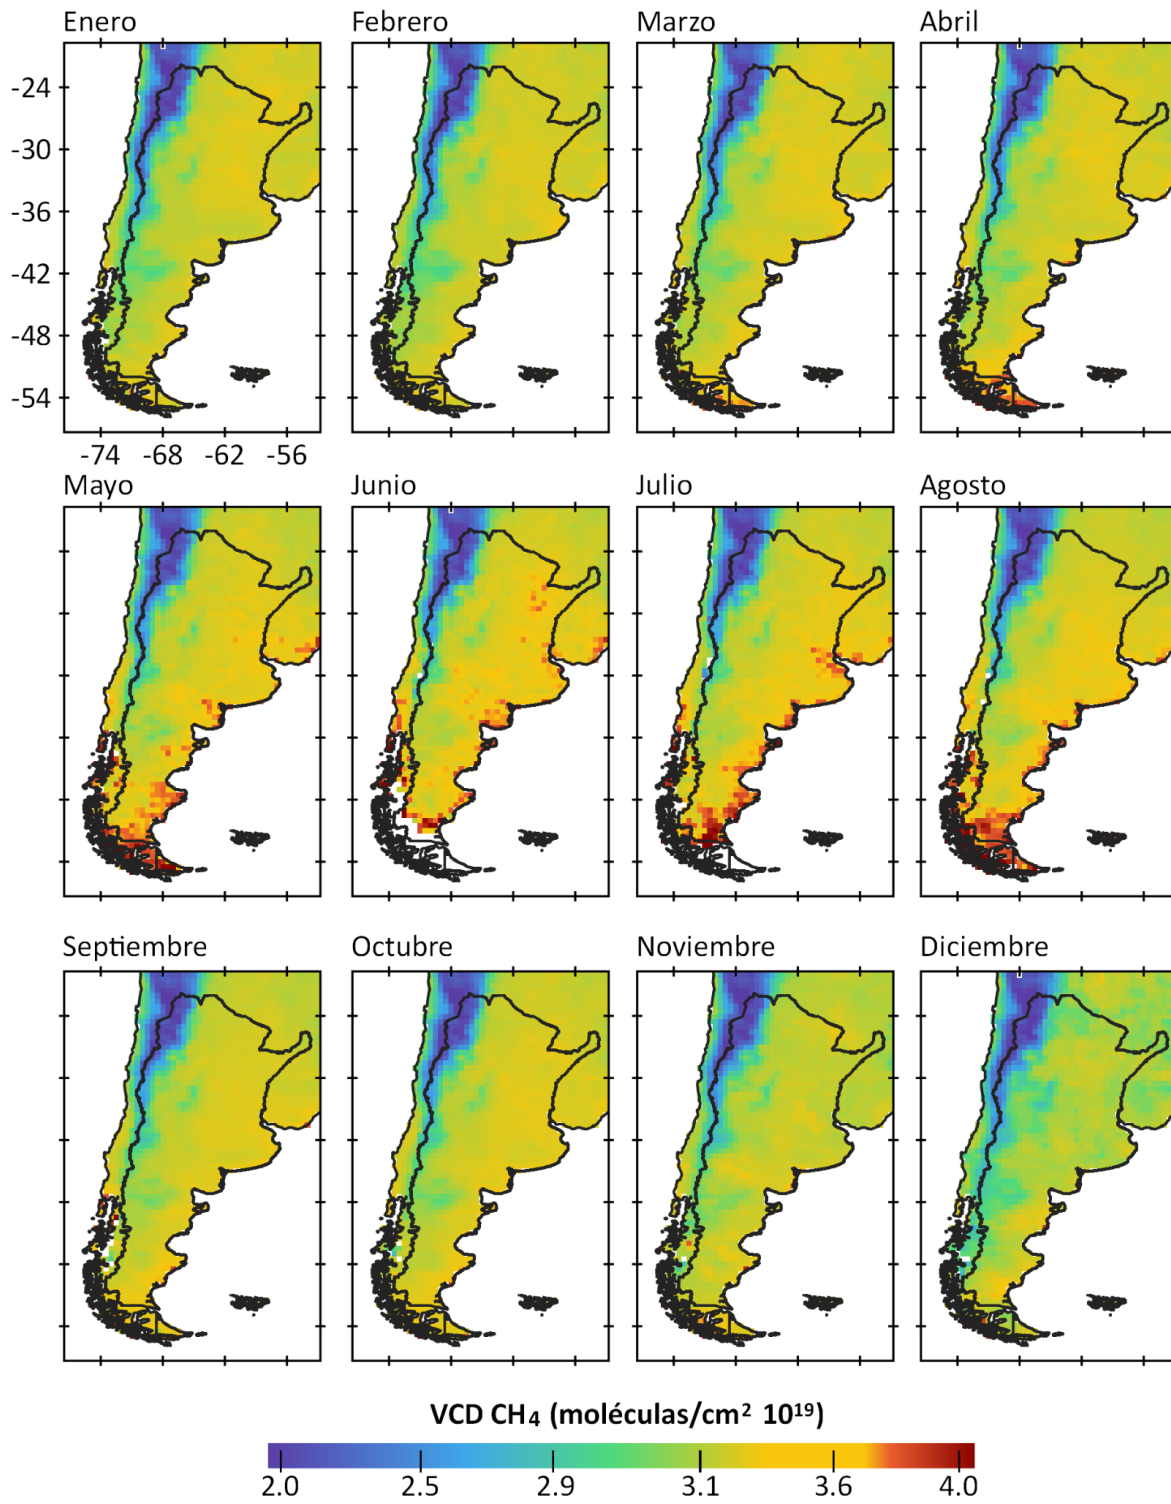 Enero Febrero Marzo Abril
-24
-30
-36
-42
-48
-54
-74 -68 -62 -56
Mayo Junio Julio Agosto
Septiembre Octubre Noviembre Diciembre
VCD CH₄ (moléculas/cm² 10¹⁹)
2.0 2.5 2.9 3.1 3.6 4.0